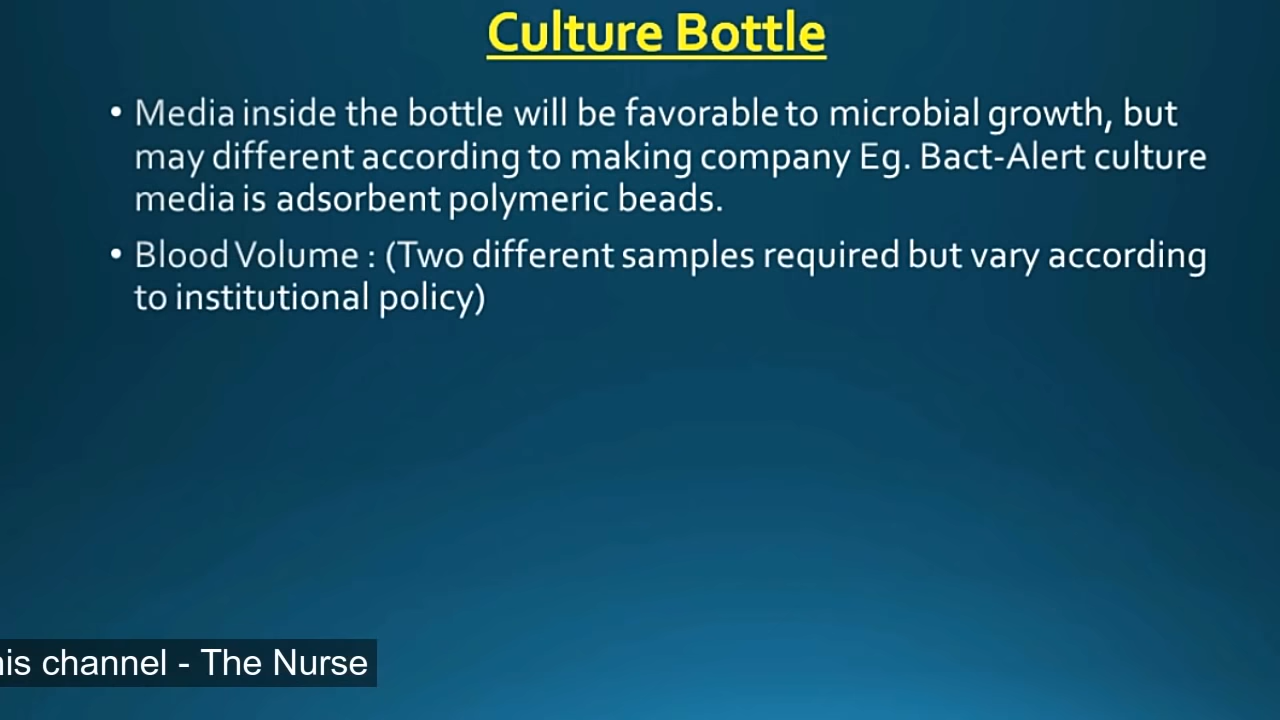 Culture Bottle
• Media inside the bottle will be favorable to microbial growth, but
may different according to making company Eg. Bact-Alert culture
media is adsorbent polymeric beads.
• Blood Volume : (Two different samples required but vary according
to institutional policy)
his channel - The Nurse